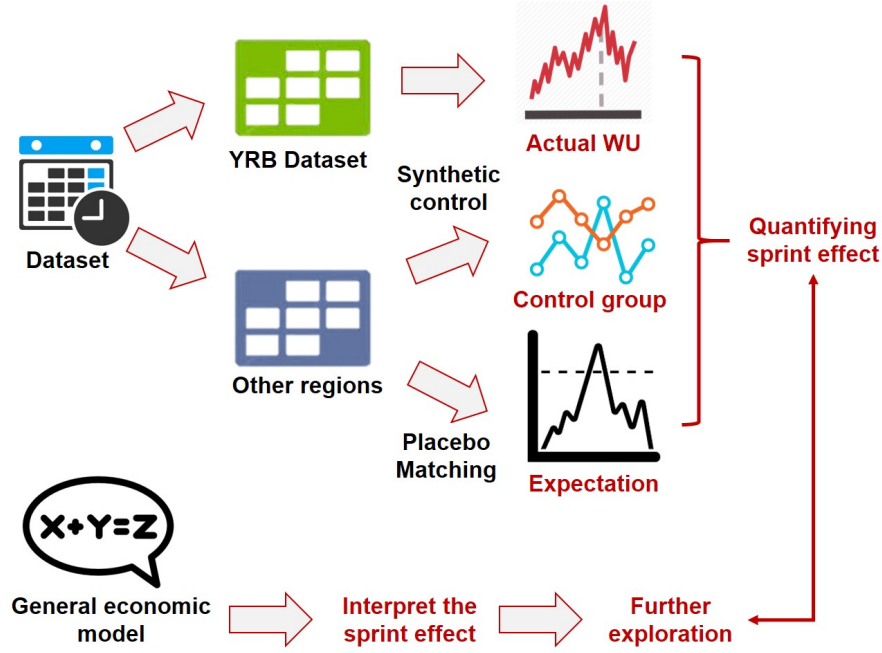 YRB Dataset
Actual WU
Synthetic
control
Dataset
Quantifying
sprint effect
Control group
Other regions
Placebo
Matching
Expectation
X+Y=Z
General economic
model
Interpret the
sprint effect
Further
exploration